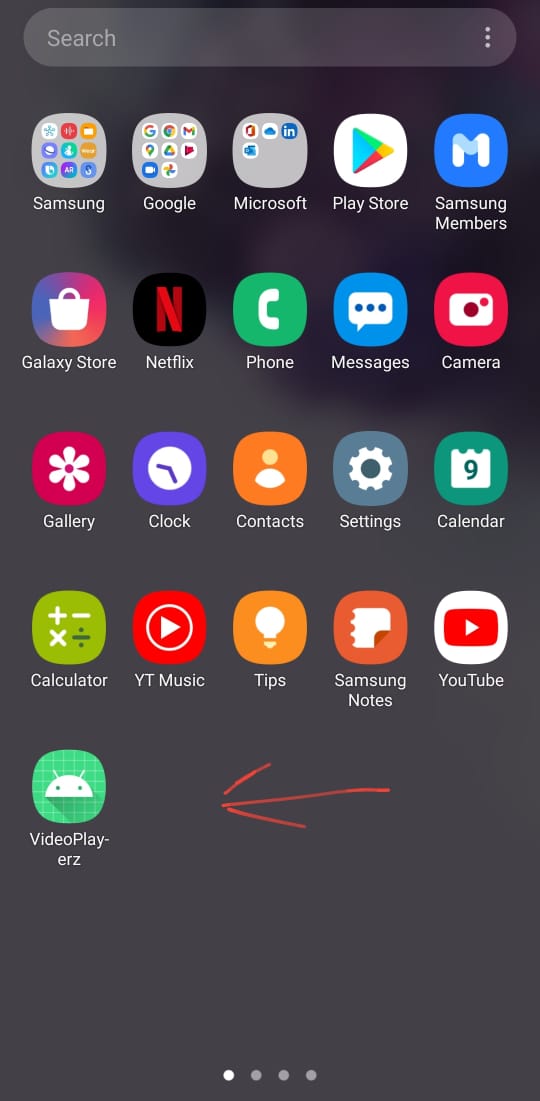 Search
Samsung
Google
Microsoft
Play Store
Samsung
Members
Galaxy Store
Netflix
Phone
Messages
Camera
Gallery
Clock
Contacts
Settings
9
Calendar
Calculator
YT Music
Tips
Samsung
Notes
YouTube
VideoPlay-
erz